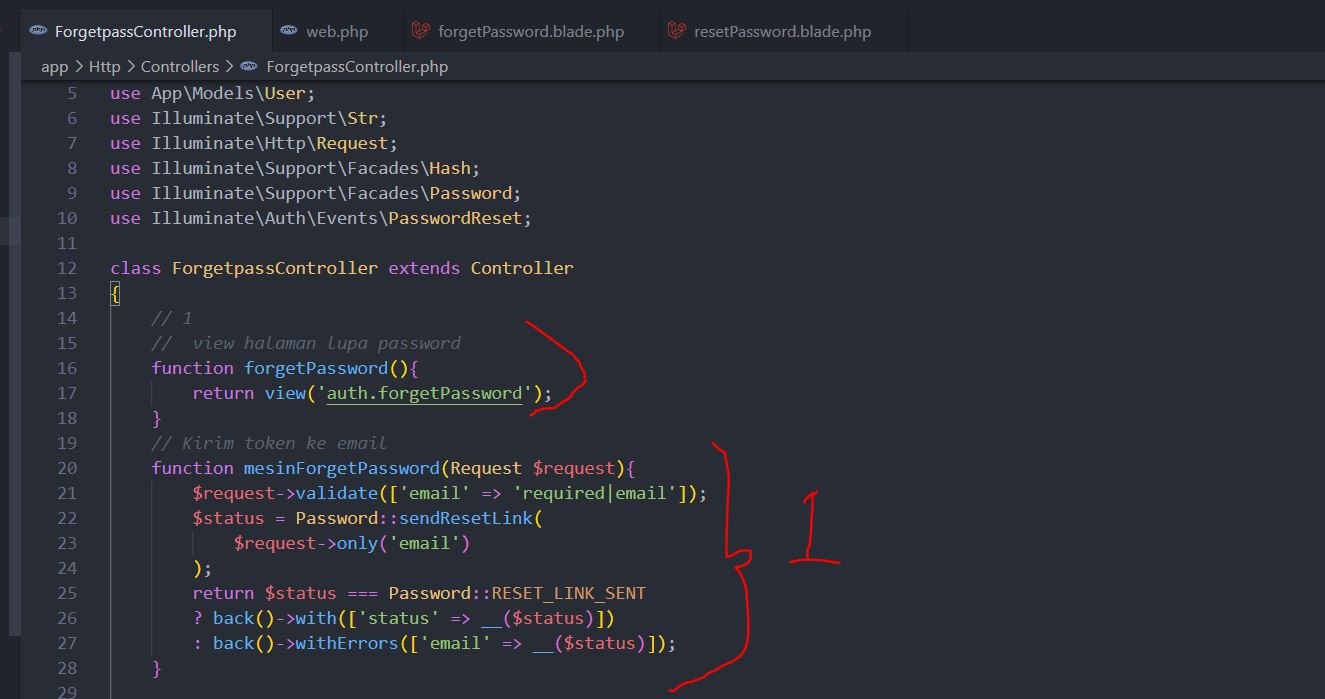 ForgetpassController.php web.php forgetPassword.blade.php resetPassword.blade.php
app > Http > Controllers > ForgetpassController.php
5 use App\Models\User;
6 use Illuminate\Support\Str;
7 use Illuminate\Http\Request;
8 use Illuminate\Support\Facades\Hash;
9 use Illuminate\Support\Facades\Password;
10 use Illuminate\Auth\Events\PasswordReset;
11
12 class ForgetpassController extends Controller
13 {
14 // 1
15 //  view halaman lupa password
16 function forgetPassword(){
17 return view('auth.forgetPassword');
18 }
19 // Kirim token ke email
20 function mesinForgetPassword(Request $request){
21 $request->validate(['email' => 'required|email']);
22 $status = Password::sendResetLink(
23 $request->only('email')
24 );
25 return $status === Password::RESET_LINK_SENT
26 ? back()->with(['status' => __($status)])
27 : back()->withErrors(['email' => __($status)]);
28 }
29
1